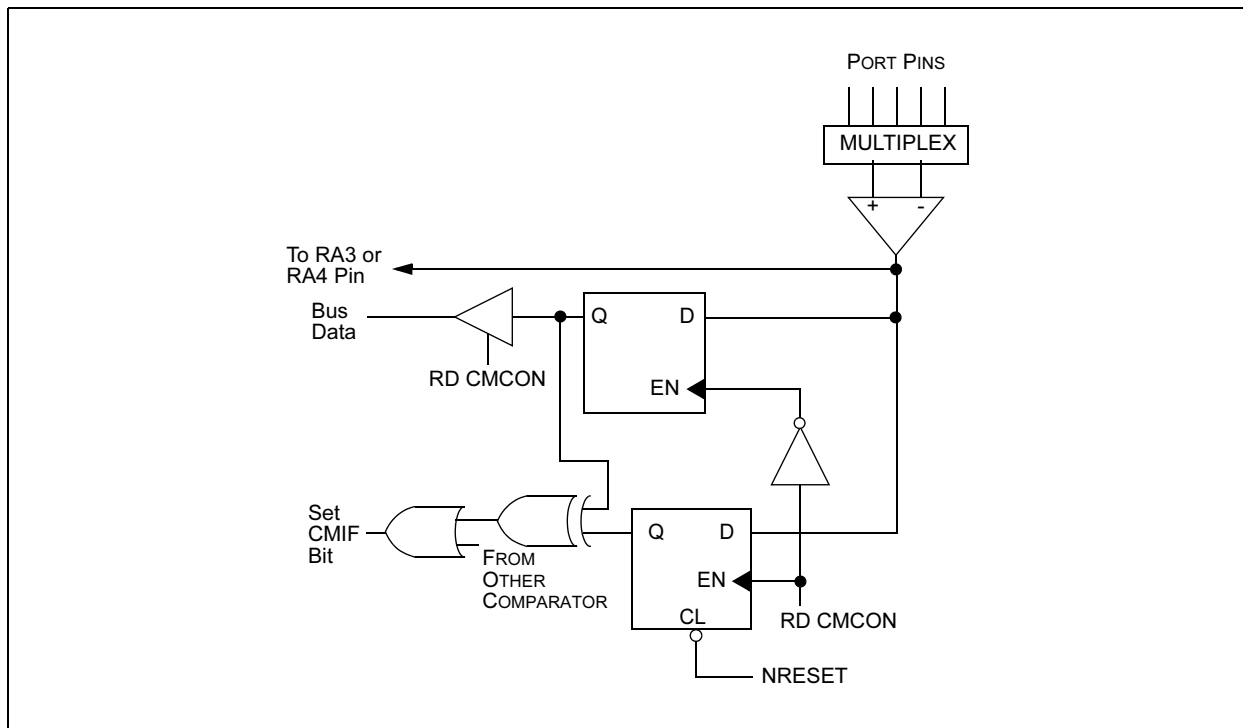 PORT PINS
MULTIPLEX
+ -
To RA3 or
RA4 Pin
Bus
Data
Q D
EN
RD CMCON
Set
CMIF
Bit
FROM
OTHER
COMPARATOR
Q D
EN
CL
RD CMCON
NRESET